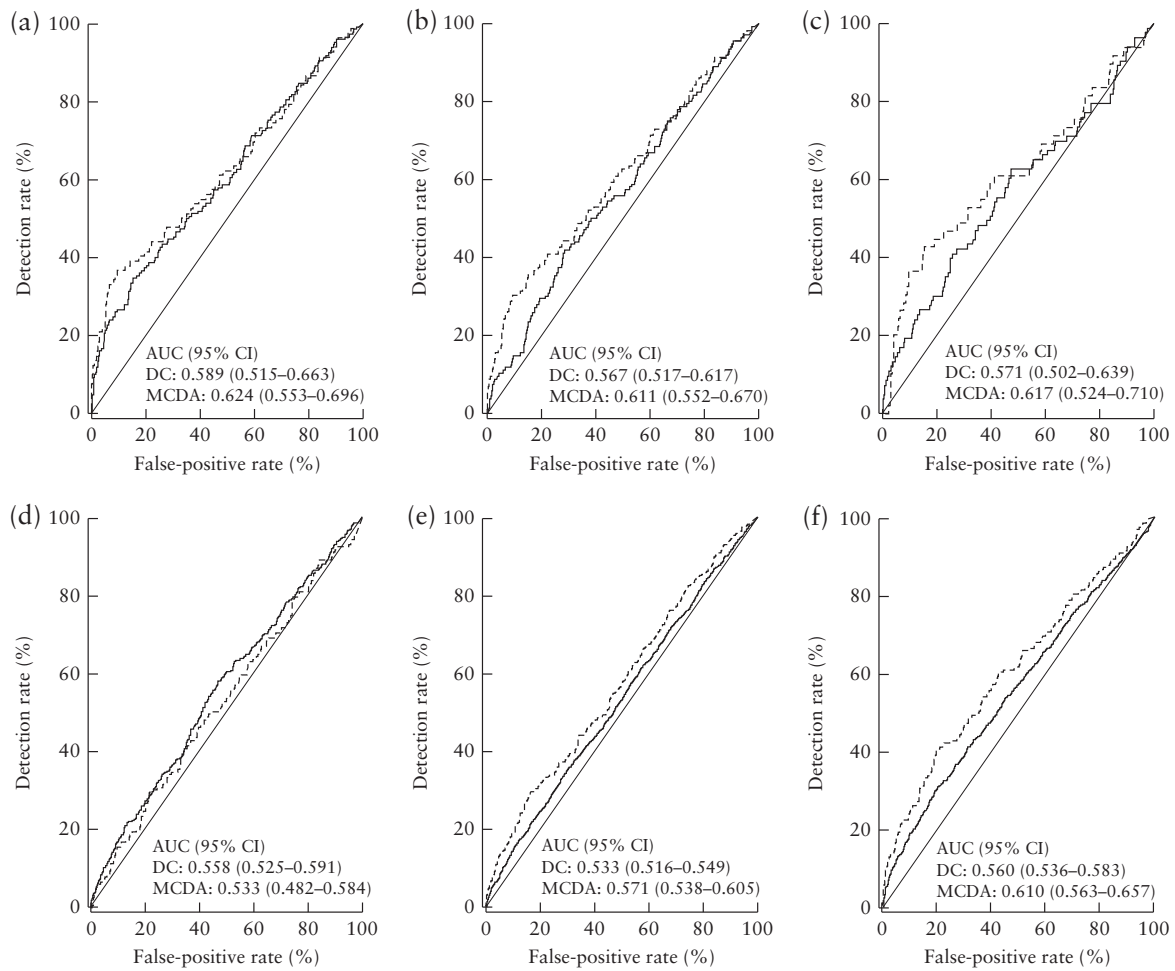 (a)
100
80
60
40
20
0
Detection rate (%)
AUC (95% CI)
DC: 0.589 (0.515–0.663)
MCDA: 0.624 (0.553–0.696)
0 20 40 60 80 100
False-positive rate (%)
(b)
100
80
60
40
20
0
Detection rate (%)
AUC (95% CI)
DC: 0.567 (0.517–0.617)
MCDA: 0.611 (0.552–0.670)
0 20 40 60 80 100
False-positive rate (%)
(c)
100
80
60
40
20
0
Detection rate (%)
AUC (95% CI)
DC: 0.571 (0.502–0.639)
MCDA: 0.617 (0.524–0.710)
0 20 40 60 80 100
False-positive rate (%)
(d)
100
80
60
40
20
0
Detection rate (%)
AUC (95% CI)
DC: 0.558 (0.525–0.591)
MCDA: 0.533 (0.482–0.584)
0 20 40 60 80 100
False-positive rate (%)
(e)
100
80
60
40
20
0
Detection rate (%)
AUC (95% CI)
DC: 0.533 (0.516–0.549)
MCDA: 0.571 (0.538–0.605)
0 20 40 60 80 100
False-positive rate (%)
(f)
100
80
60
40
20
0
Detection rate (%)
AUC (95% CI)
DC: 0.560 (0.536–0.583)
MCDA: 0.610 (0.563–0.657)
0 20 40 60 80 100
False-positive rate (%)